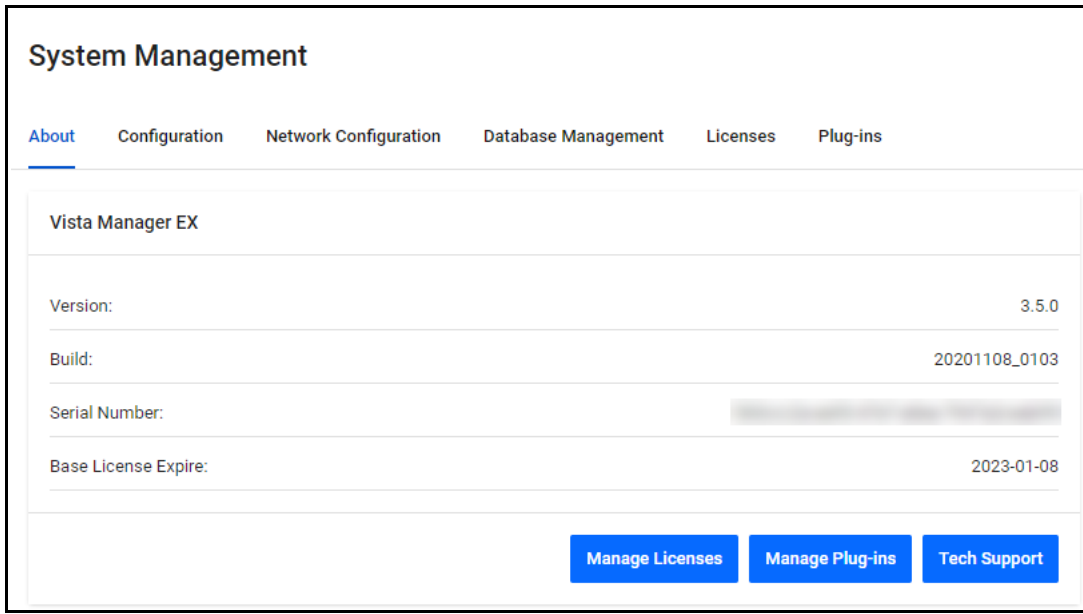 System Management
About Configuration Network Configuration Database Management Licenses Plug-ins
Vista Manager EX
Version: 3.5.0
Build: 20201108_0103
Serial Number:
Base License Expire: 2023-01-08
Manage Licenses Manage Plug-ins Tech Support